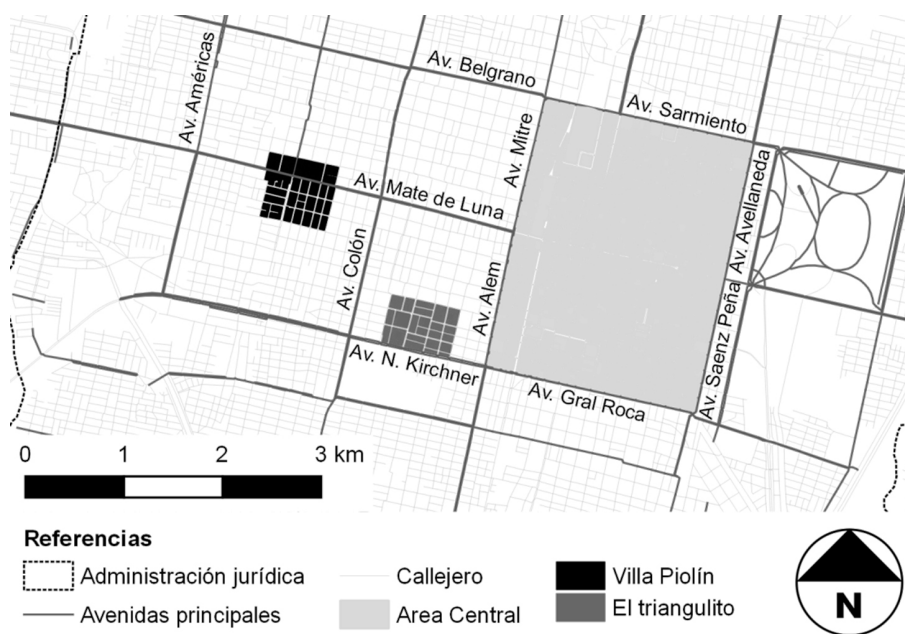 Av. Américas
Av. Belgrano
Av. Sarmiento
Av. Mitre
Av. Avellaneda
Av. Mate de Luna
Av. Colón
Av. Alem
Av. Saenz Peña
Av. N. Kirchner
Av. Gral Roca
0 1 2 3 km
Referencias
Administración jurídica
Callejero
Villa Piolín
Avenidas principales
Area Central
El triangulito
N